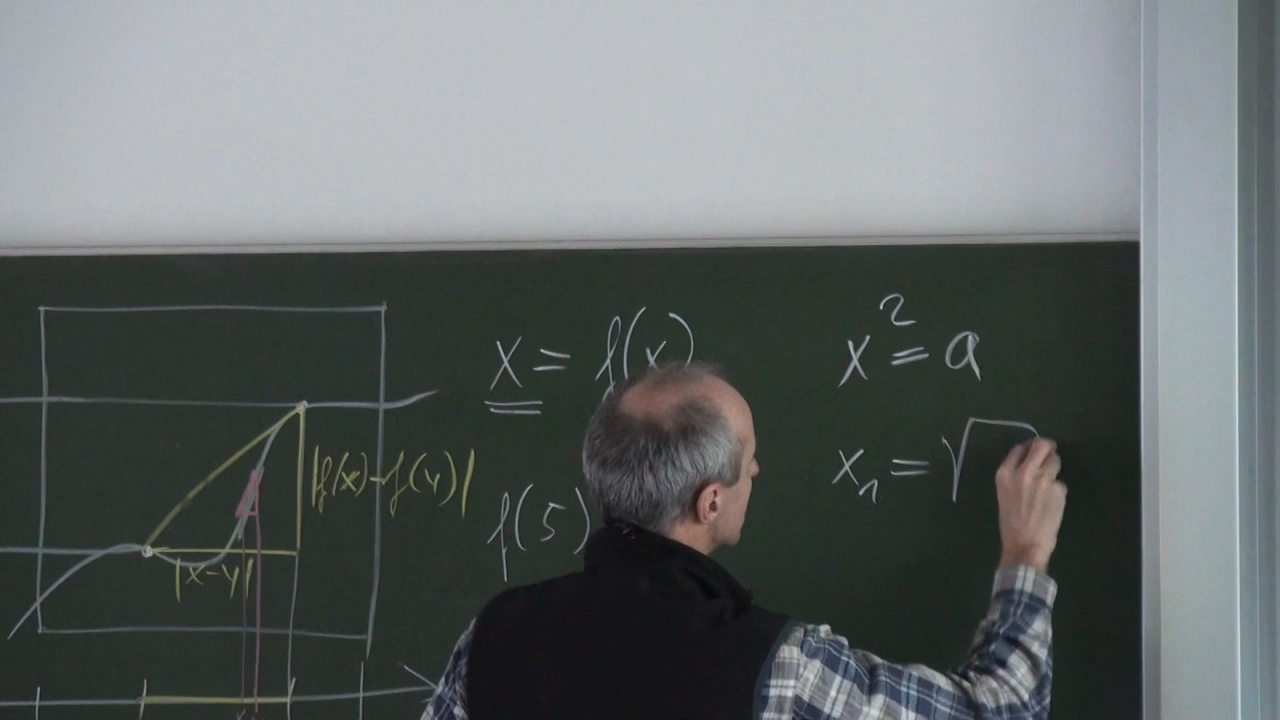 |f(x)-f(y)|
|x-y|
x = f(x)
f(5)
x² = a
x₁ = √